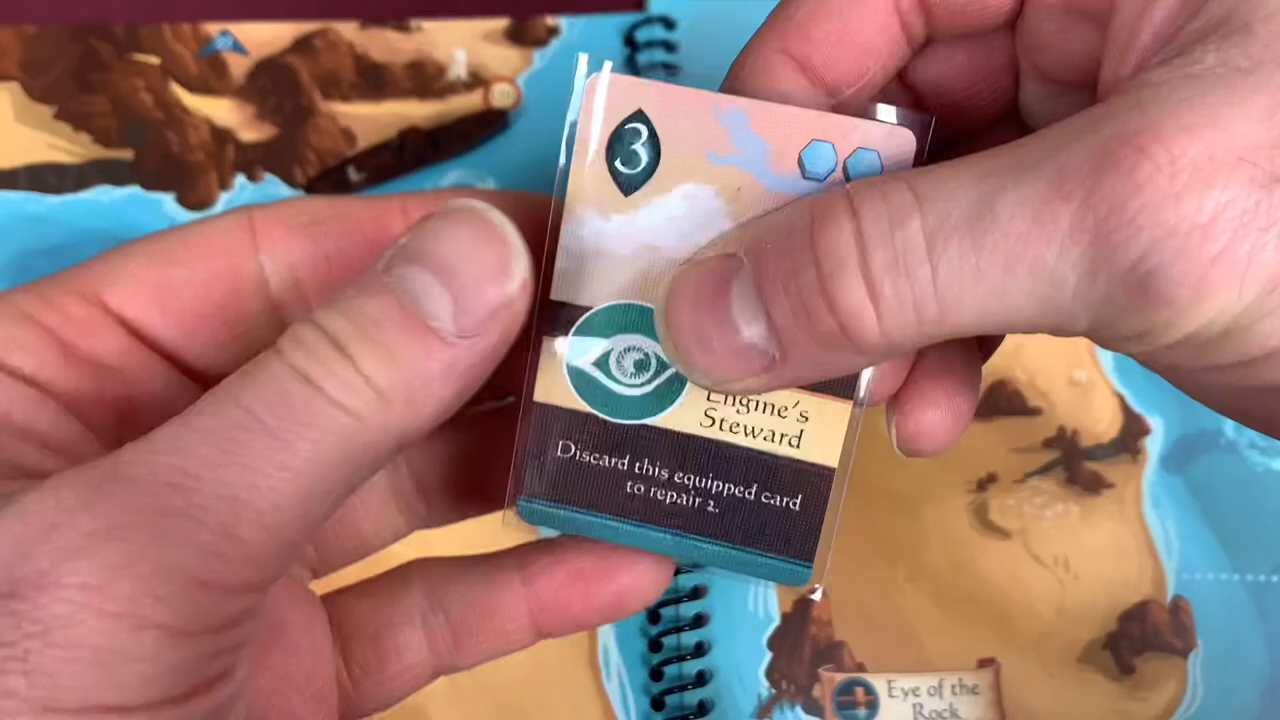 3
Engine's
Steward
Discard this equipped card
to repair 2.
Eye of the
Rock